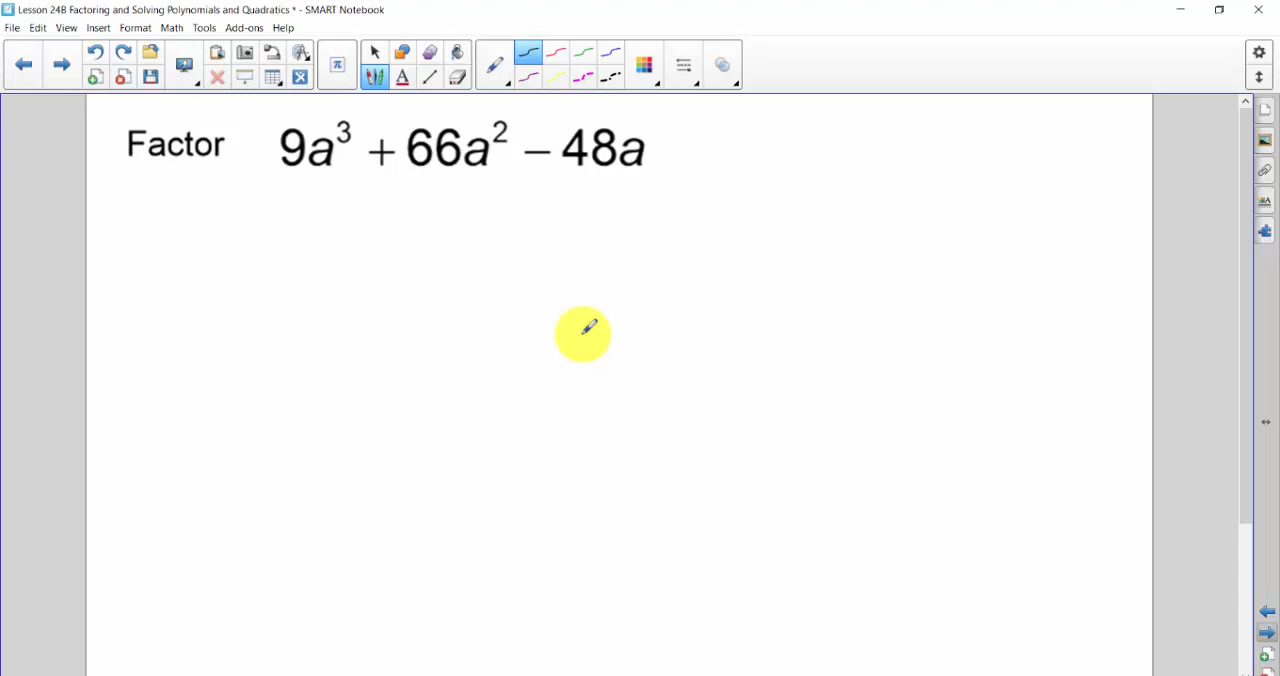 Lesson 24B Factoring and Solving Polynomials and Quadratics * - SMART Notebook
File Edit View Insert Format Math Tools Add-ons Help
Factor 9a³ + 66a² − 48a